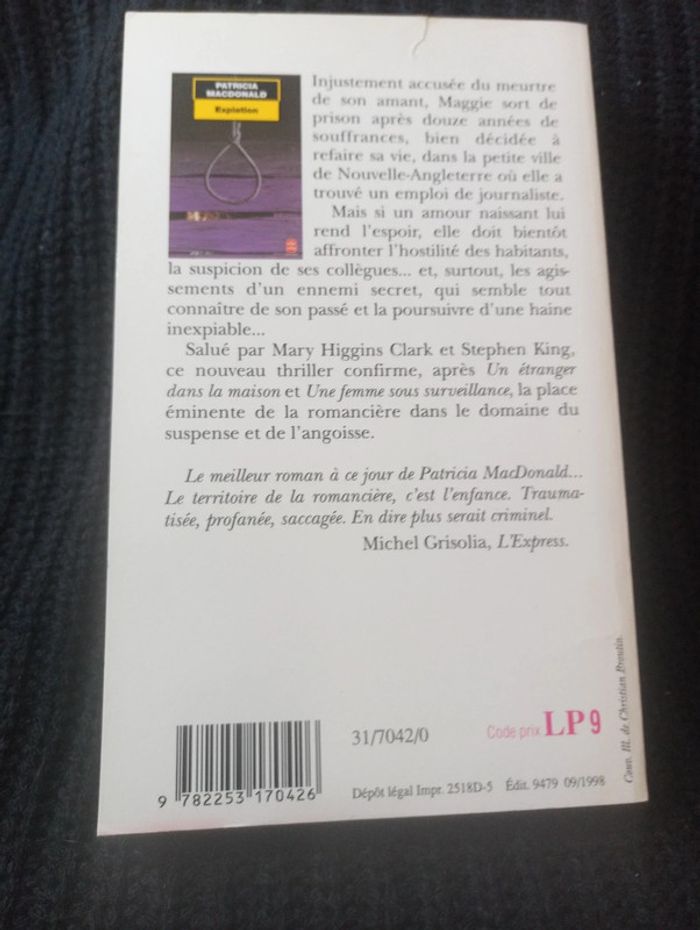 PATRICIA
MACDONALD
Expiation
Injustement accusée du meurtre
de son amant, Maggie sort de
prison après douze années de
souffrances, bien décidée à
refaire sa vie, dans la petite ville
de Nouvelle-Angleterre où elle a
trouvé un emploi de journaliste.
Mais si un amour naissant lui
rend l'espoir, elle doit bientôt
affronter l'hostilité des habitants,
la suspicion de ses collègues... et, surtout, les agis-
sements d'un ennemi secret, qui semble tout
connaître de son passé et la poursuivre d'une haine
inexpiable...
Salué par Mary Higgins Clark et Stephen King,
ce nouveau thriller confirme, après Un étranger
dans la maison et Une femme sous surveillance, la place
éminente de la romancière dans le domaine du
suspense et de l'angoisse.
Le meilleur roman à ce jour de Patricia MacDonald...
Le territoire de la romancière, c'est l'enfance. Trauma-
tisée, profanée, saccagée. En dire plus serait criminel.
Michel Grisolia, L'Express.
Couv. Ill. de Christian Broutin.
31/7042/0
Code prix LP 9
9 782253 170426
Dépôt légal Impr. 2518D-5 Édit. 9479 09/1998